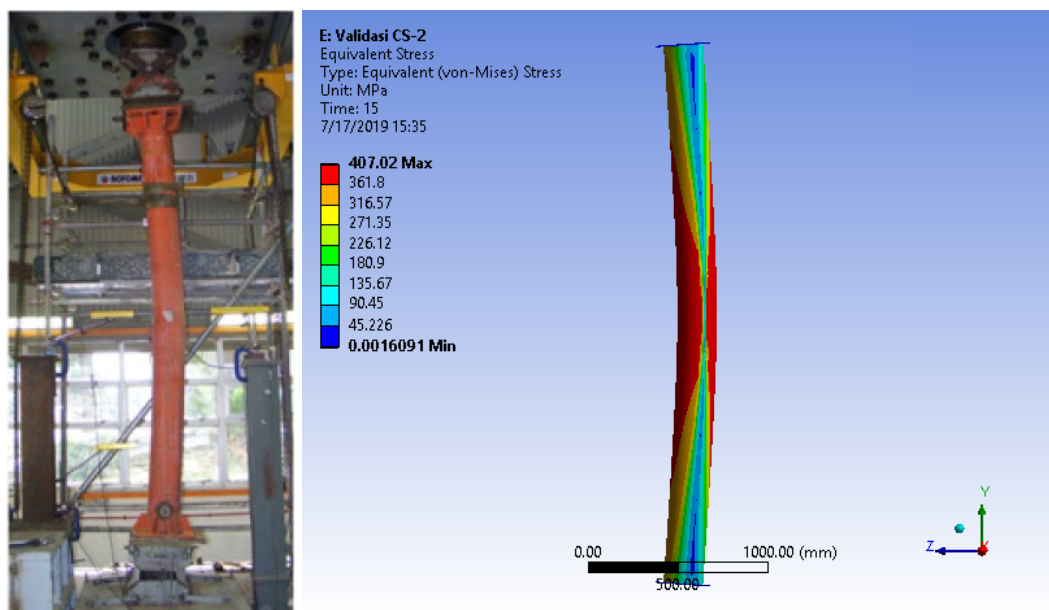 E: Validasi CS-2
Equivalent Stress
Type: Equivalent (von-Mises) Stress
Unit: MPa
Time: 15
7/17/2019 15:35
407.02 Max
361.8
316.57
271.35
226.12
180.9
135.67
90.45
45.226
0.0016091 Min
0.00
1000.00 (mm)
500.00
Y
Z
X